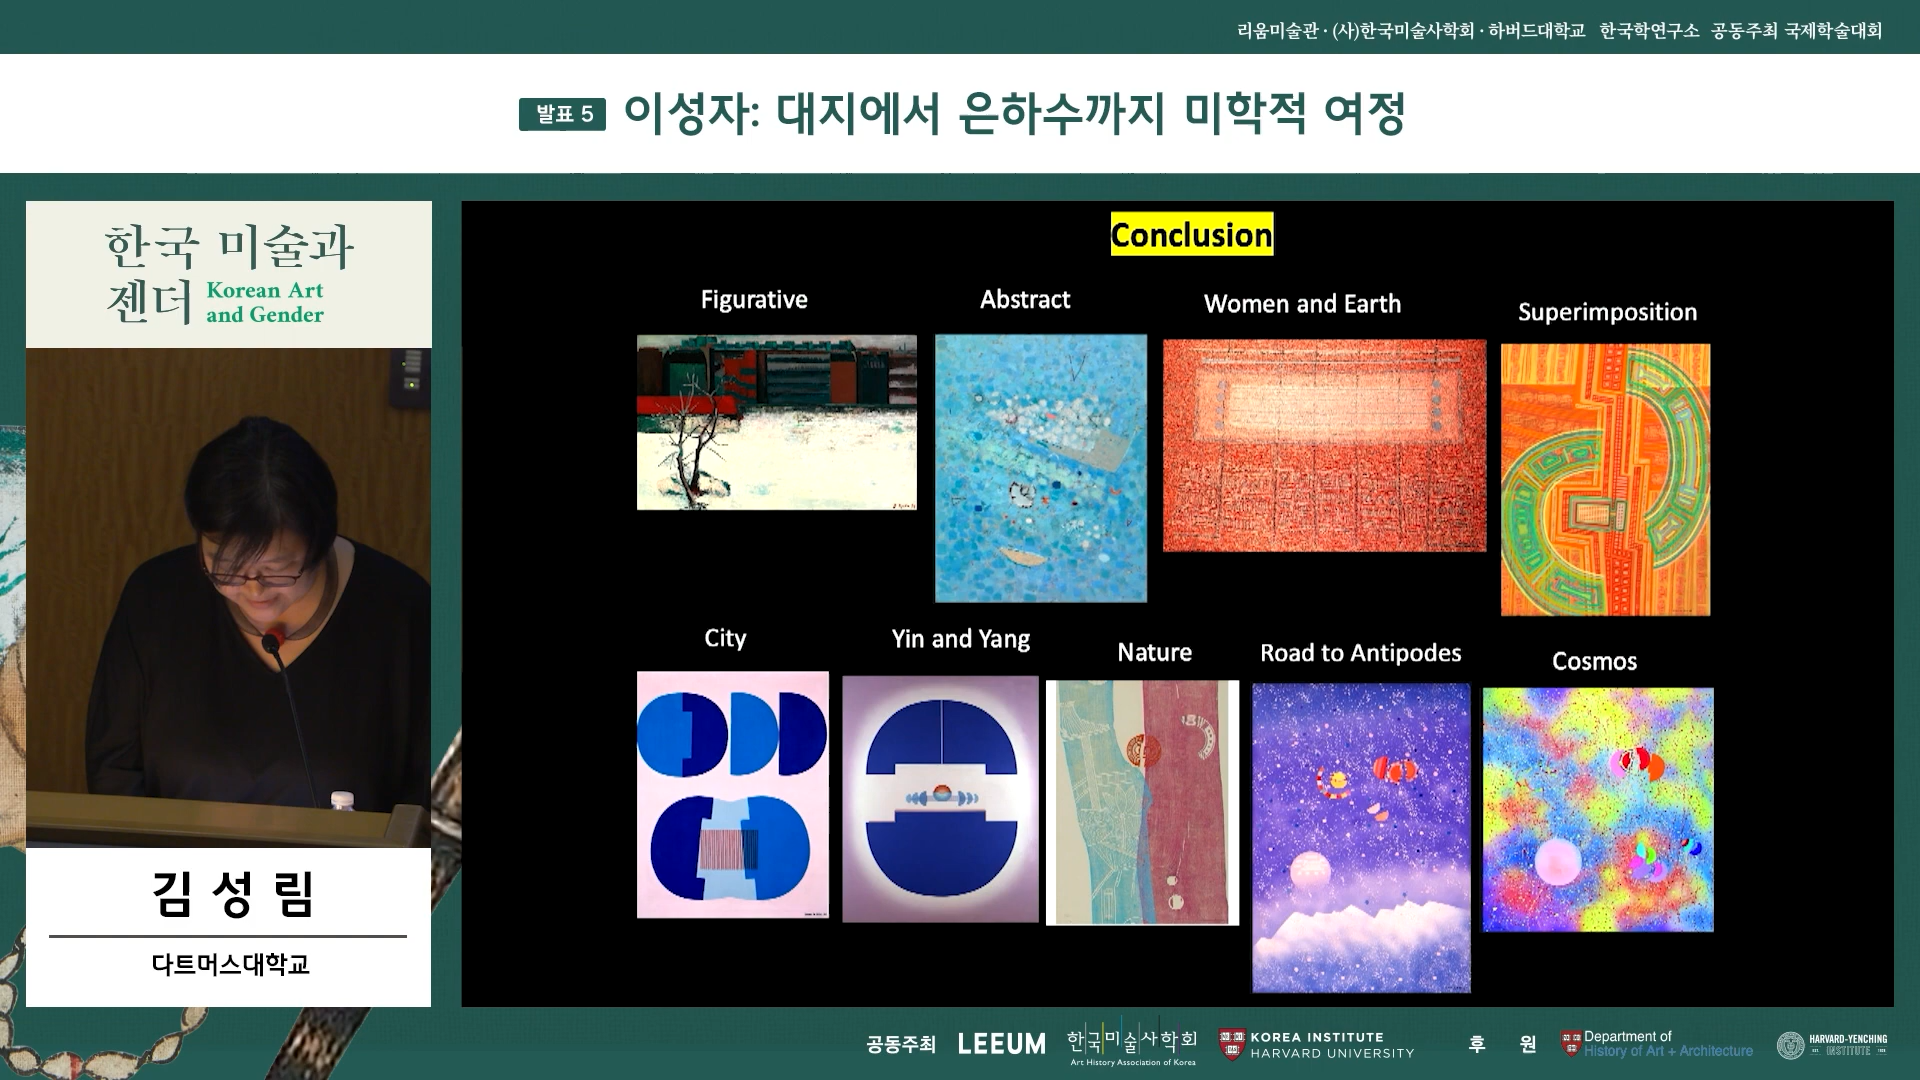 리움미술관 · (사)한국미술사학회 · 하버드대학교 한국학연구소 공동주최 국제학술대회
발표 5 이성자: 대지에서 은하수까지 미학적 여정
한국 미술과
젠더 Korean Art
and Gender
Conclusion
Figurative
Abstract
Women and Earth
Superimposition
City
Yin and Yang
Nature
Road to Antipodes
Cosmos
김 성 림
다트머스대학교
공동주최
LEEUM
한국미술사학회
Art History Association of Korea
KOREA INSTITUTE
HARVARD UNIVERSITY
후 원
Department of
History of Art + Architecture
HARVARD-YENCHING
INSTITUTE